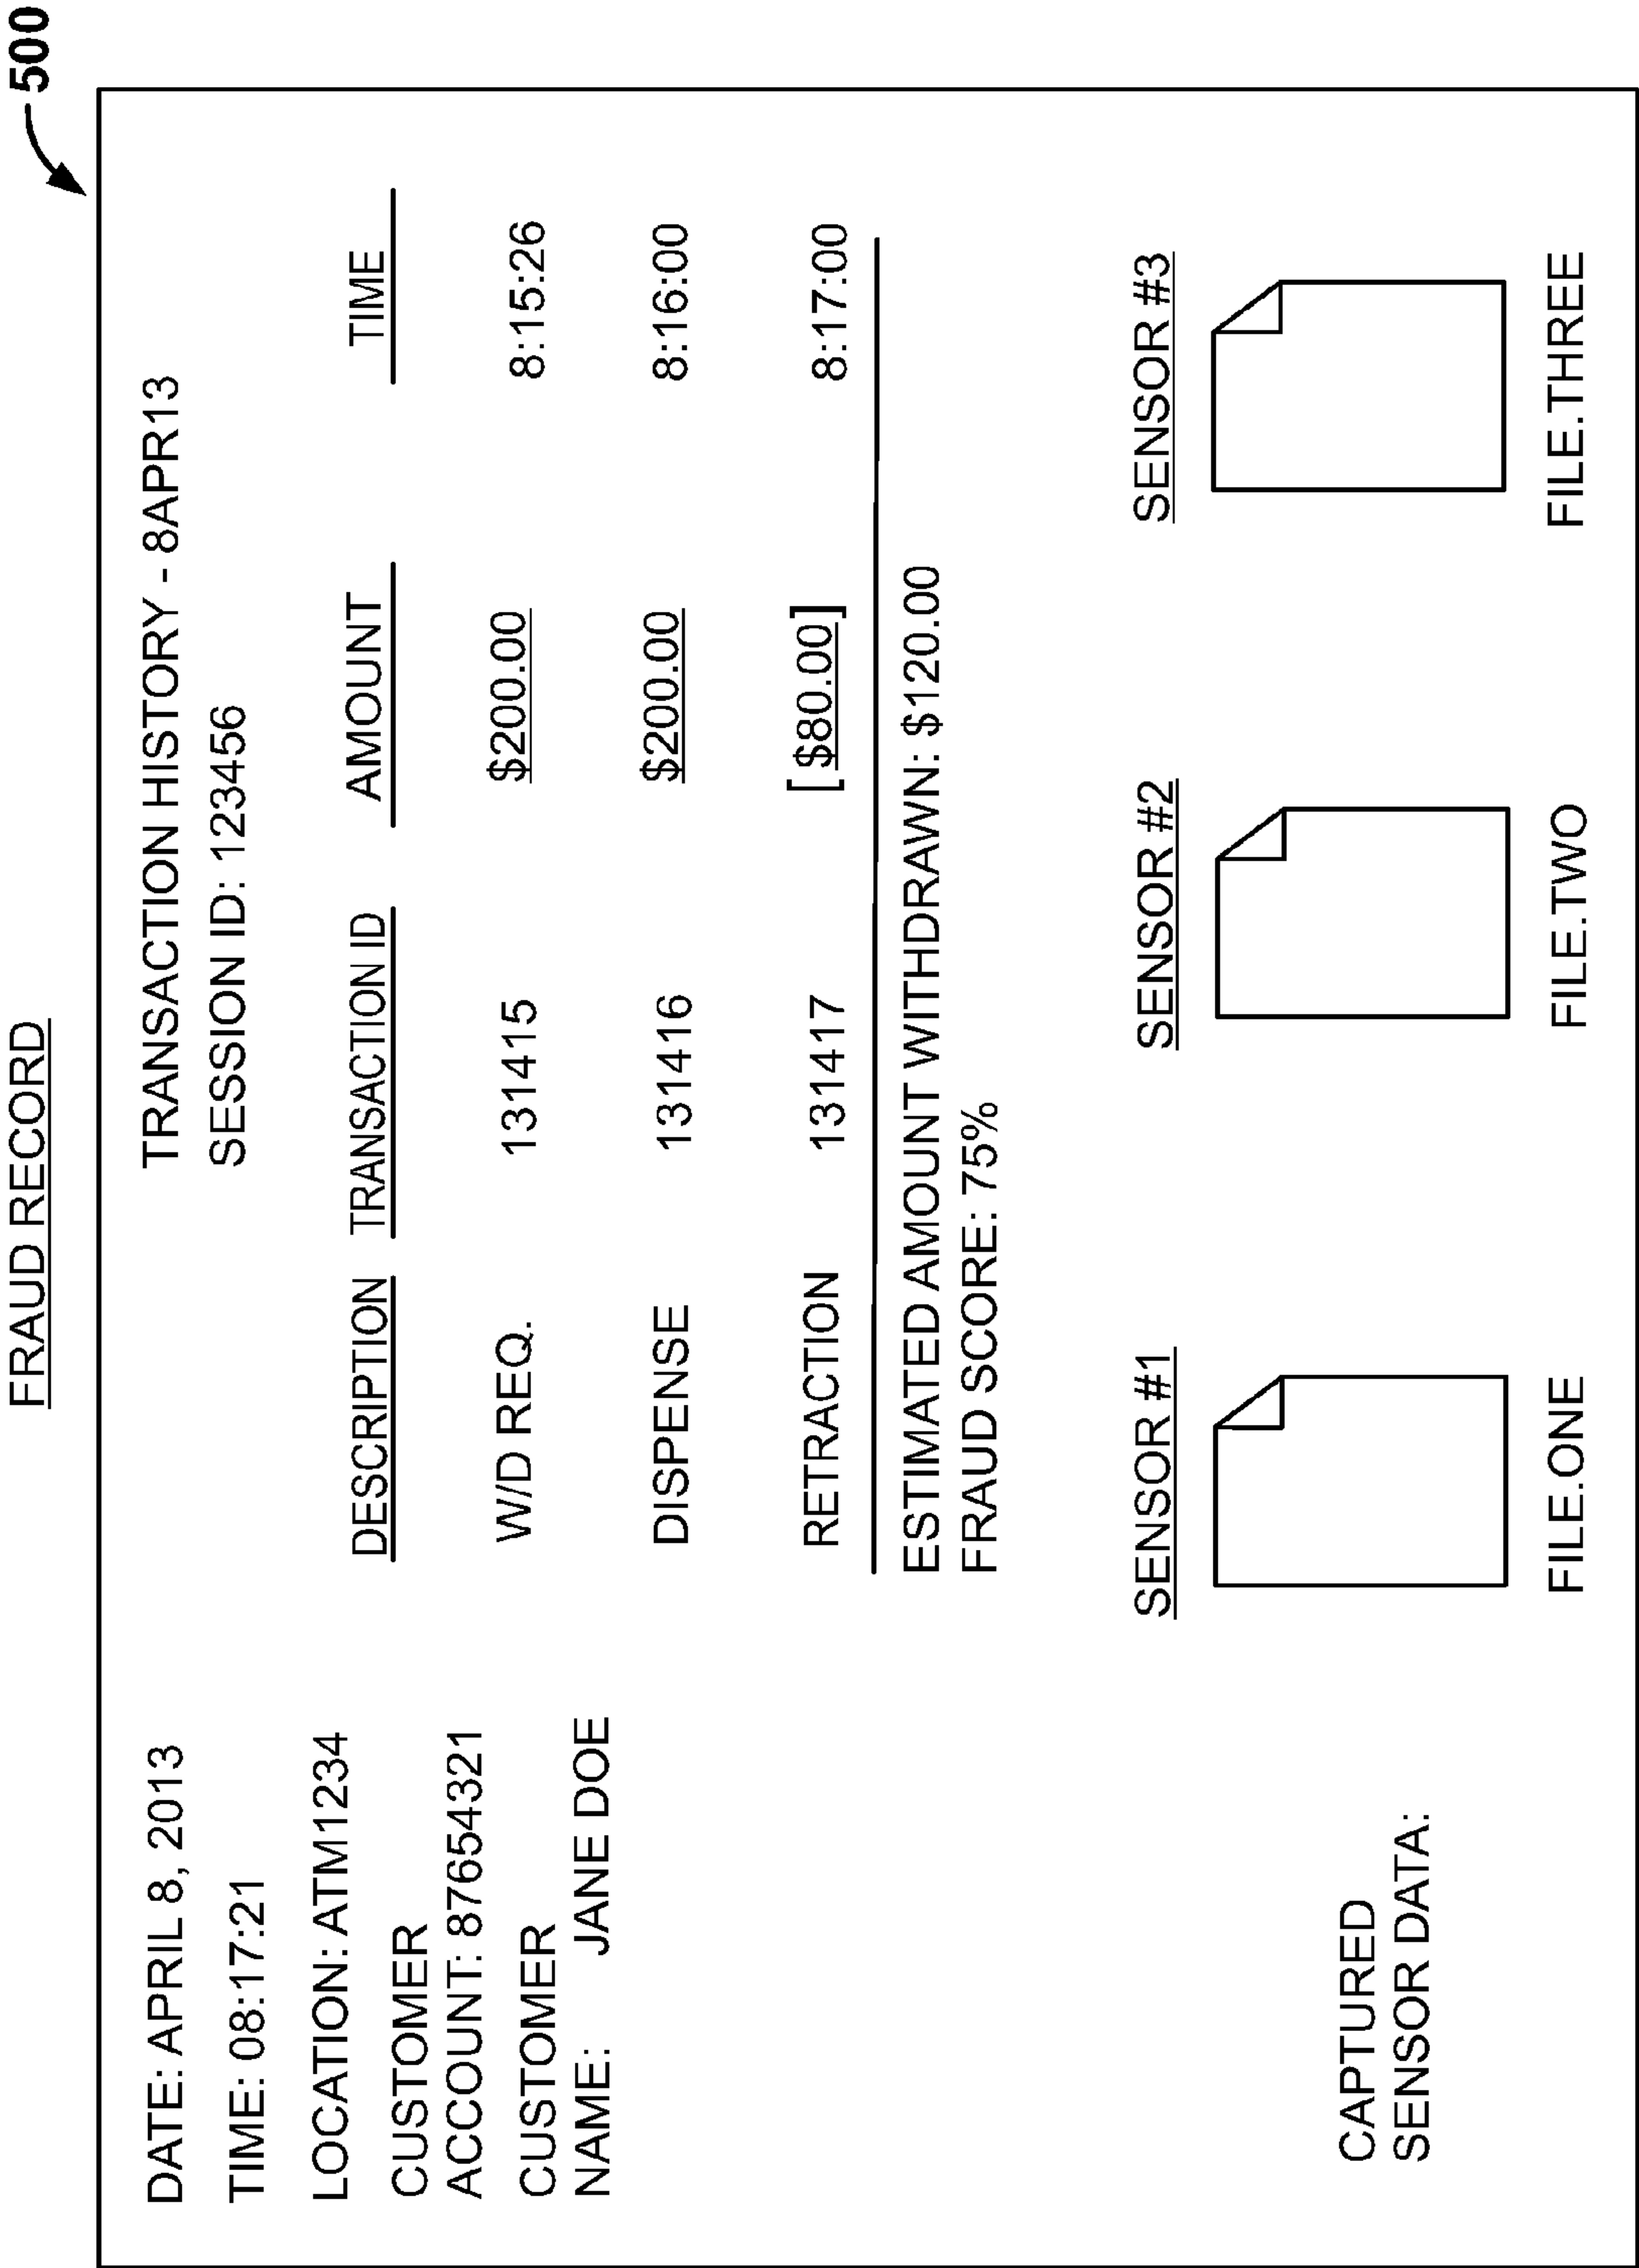 FRAUD RECORD
500
DATE: APRIL 8, 2013
TIME: 08:17:21
LOCATION: ATM1234
CUSTOMER
ACCOUNT: 87654321
CUSTOMER
NAME: JANE DOE
TRANSACTION HISTORY - 8APR13
SESSION ID: 123456
DESCRIPTION TRANSACTION ID AMOUNT TIME
W/D REQ. 131415 $200.00 8:15:26
DISPENSE 131416 $200.00 8:16:00
RETRACTION 131417 [ $80.00 ] 8:17:00
ESTIMATED AMOUNT WITHDRAWN: $120.00
FRAUD SCORE: 75%
CAPTURED
SENSOR DATA:
SENSOR #1 SENSOR #2 SENSOR #3
FILE.ONE FILE.TWO FILE.THREE